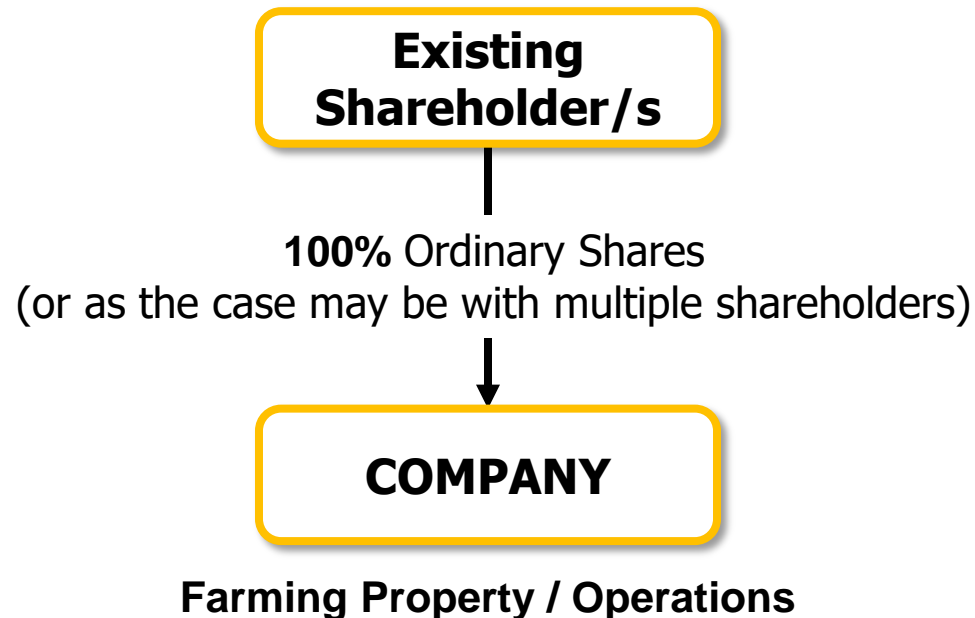 Existing
Shareholder/s
100% Ordinary Shares
(or as the case may be with multiple shareholders)
COMPANY
Farming Property / Operations